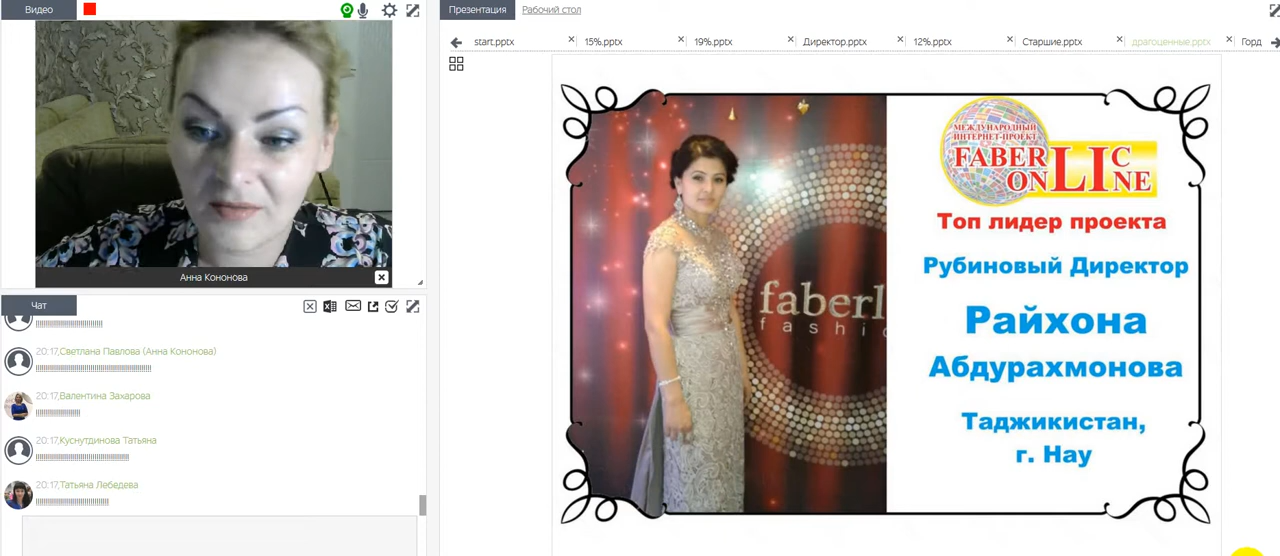 Видео
Анна Кононова
Чат
!!!!!!!!!!!!!!!!!!!!!!!!!!!!!!
20:17,Светлана Павлова (Анна Кононова)
!!!!!!!!!!!!!!!!!!!!!!!!!!!!!!!!!!!!!!!!!!!!!!!!!!!!
20:17,Валентина Захарова
!!!!!!!!!!!!!!!!!!!!
20:17,Куснутдинова Татьяна
!!!!!!!!!!!!!!!!!!!!!!!!!!!!!!!!!!!!!!!!!!
20:17,Татьяна Лебедева
!!!!!!!!!!!!!!!!!!!!!!!!!!!!!!!!!
Презентация Рабочий стол
start.pptx 15%.pptx 19%.pptx Директор.pptx 12%.pptx Старшие.pptx драгоценные.pptx Горд
faberl
fashio
МЕЖДУНАРОДНЫЙ
ИНТЕРНЕТ-ПРОЕКТ
FABERLIC
ONLINE
Топ лидер проекта
Рубиновый Директор
Райхона
Абдурахмонова
Таджикистан,
г. Нау